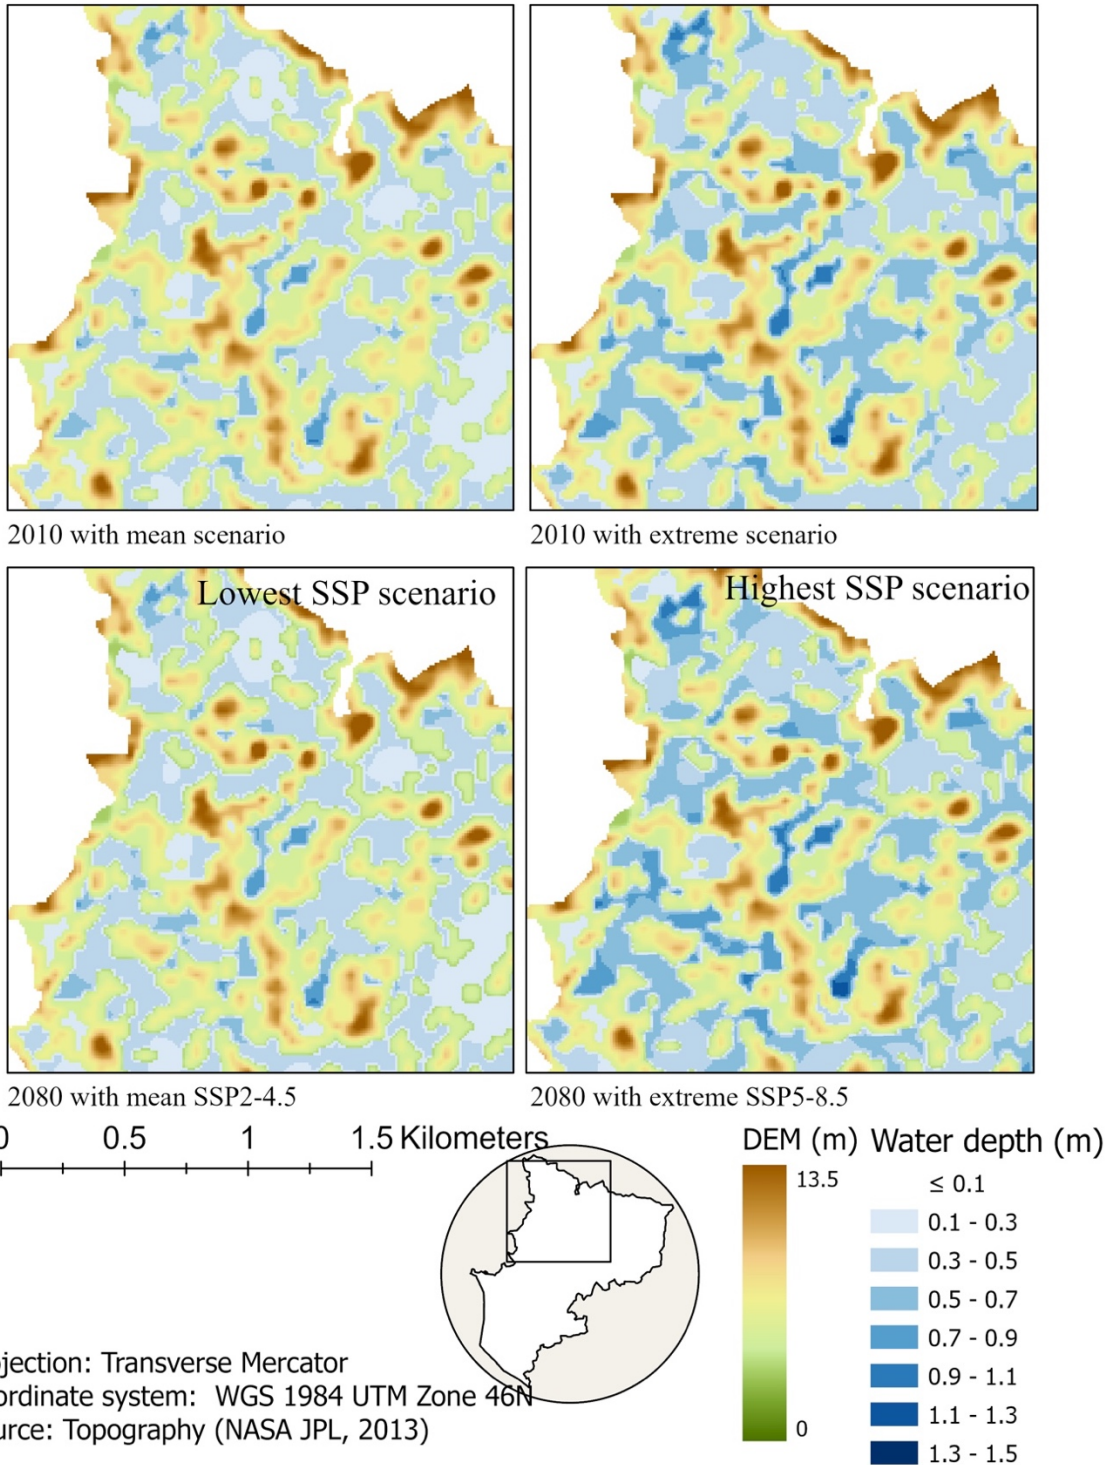 2010 with mean scenario
2010 with extreme scenario
Lowest SSP scenario
Highest SSP scenario
2080 with mean SSP2-4.5
2080 with extreme SSP5-8.5
0 0.5 1 1.5 Kilometers
DEM (m)
13.5
0
Water depth (m)
≤ 0.1
0.1 - 0.3
0.3 - 0.5
0.5 - 0.7
0.7 - 0.9
0.9 - 1.1
1.1 - 1.3
1.3 - 1.5
ojection: Transverse Mercator
ordinate system: WGS 1984 UTM Zone 46N
urce: Topography (NASA JPL, 2013)